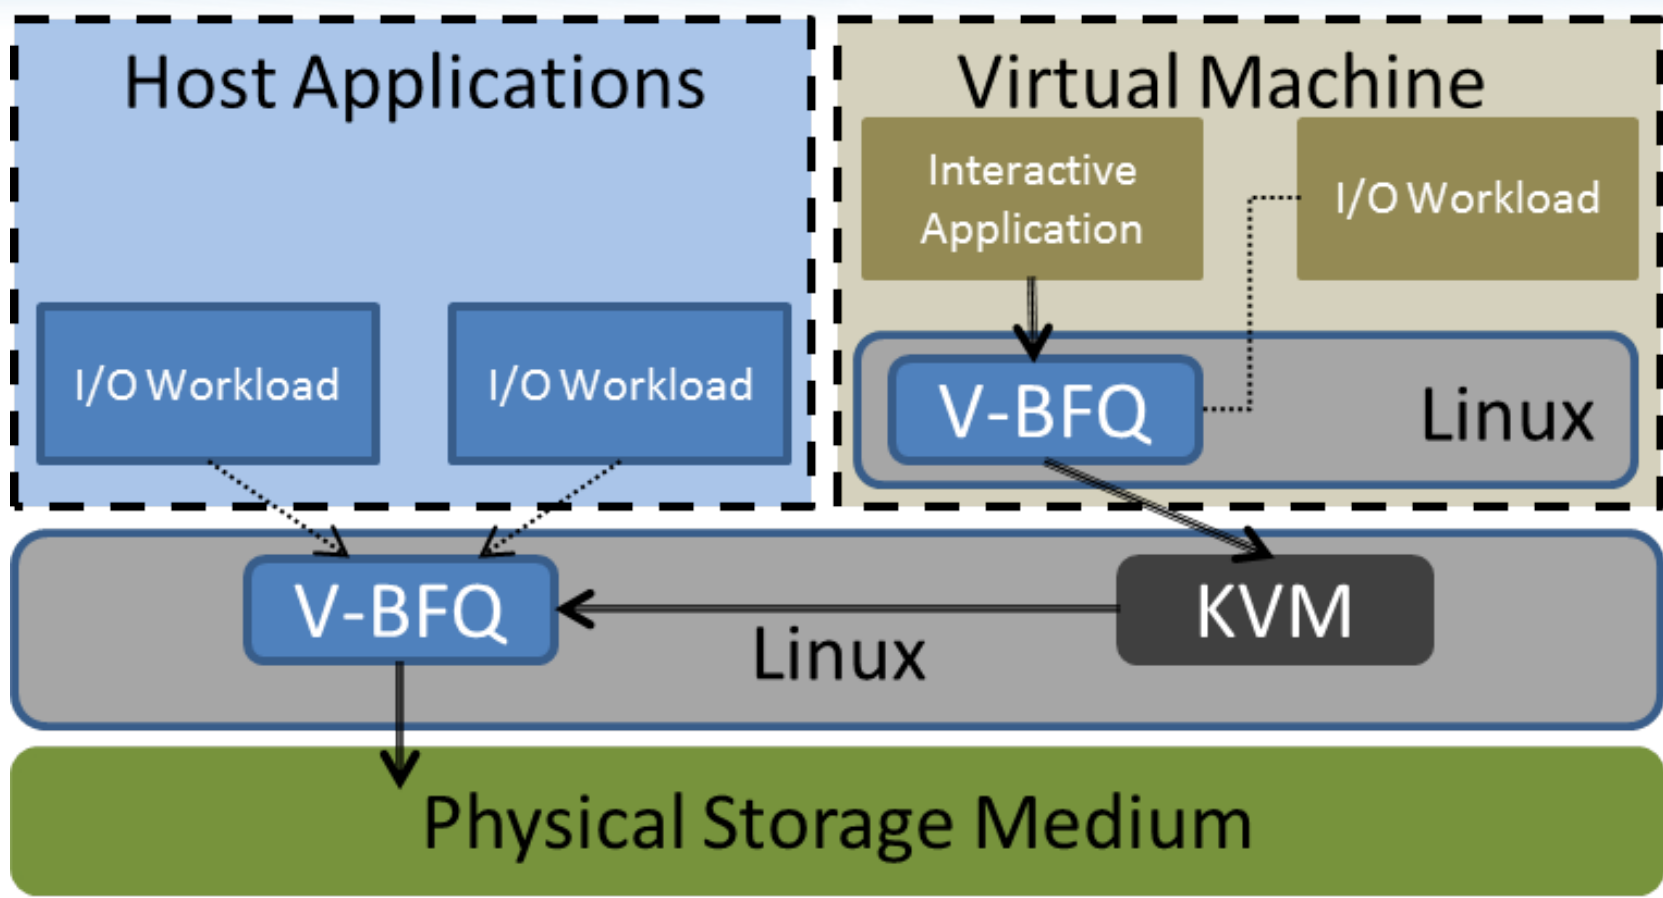 Host Applications
I/O Workload
I/O Workload
Virtual Machine
Interactive
Application
I/O Workload
V-BFQ
Linux
V-BFQ
Linux
KVM
Physical Storage Medium